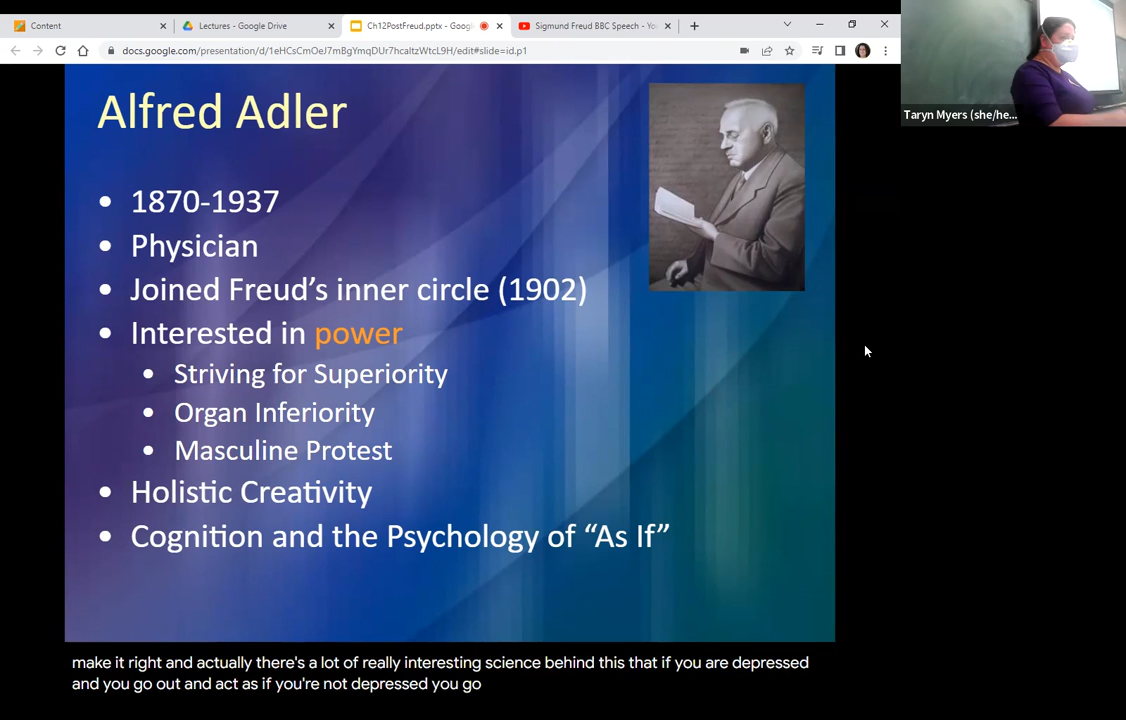 Content
Lectures - Google Drive
Ch12PostFreud.pptx - Googl
Sigmund Freud BBC Speech - Yo
docs.google.com/presentation/d/1eHCsCmOeJ7mBgYmqDUr7hcaItzWtcL9H/edit#slide=id.p1
Taryn Myers (she/he...
Alfred Adler
• 1870-1937
• Physician
• Joined Freud's inner circle (1902)
• Interested in power
• Striving for Superiority
• Organ Inferiority
• Masculine Protest
• Holistic Creativity
• Cognition and the Psychology of “As If”
make it right and actually there's a lot of really interesting science behind this that if you are depressed
and you go out and act as if you're not depressed you go